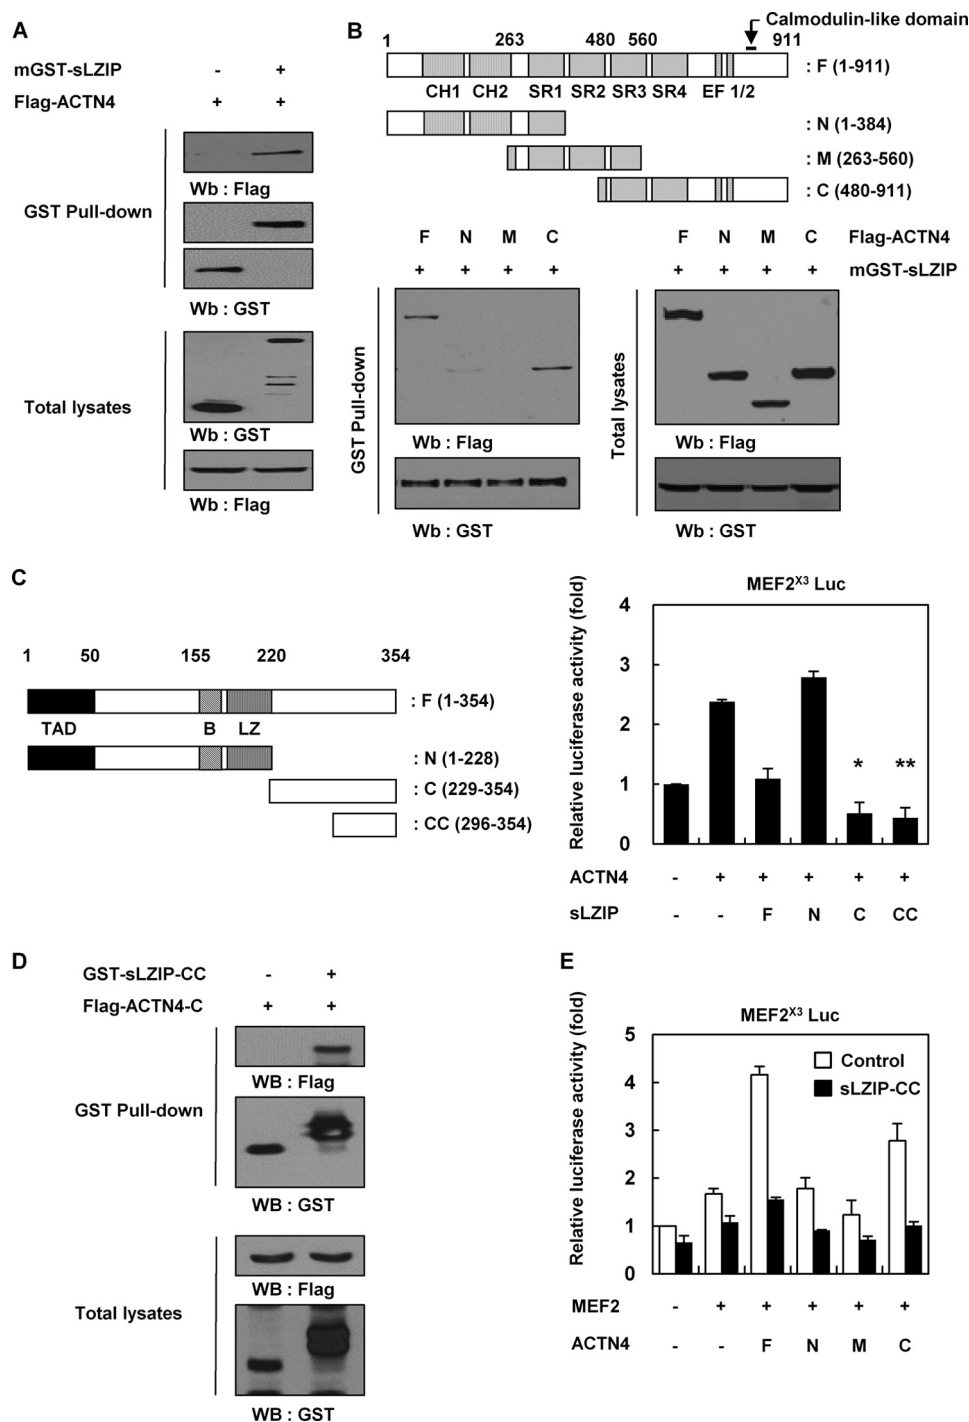 A
mGST-sLZIP - +
Flag-ACTN4 + +
GST Pull-down
Wb : Flag
Wb : GST
Total lysates
Wb : GST
Wb : Flag
B
Calmodulin-like domain
1 263 480 560 911
: F (1-911)
CH1 CH2 SR1 SR2 SR3 SR4 EF 1/2
: N (1-384)
: M (263-560)
: C (480-911)
F N M C F N M C Flag-ACTN4
+ + + + + + + + mGST-sLZIP
GST Pull-down
Wb : Flag
Wb : GST
Total lysates
Wb : Flag
Wb : GST
C
1 50 155 220 354
: F (1-354)
TAD B LZ
: N (1-228)
: C (229-354)
: CC (296-354)
MEF2X3 Luc
Relative luciferase activity (fold)
4
3
2
1
0
* **
ACTN4 - + + + + +
sLZIP - - F N C CC
D
GST-sLZIP-CC - +
Flag-ACTN4-C + +
GST Pull-down
WB : Flag
WB : GST
Total lysates
WB : Flag
WB : GST
E
MEF2X3 Luc
Relative luciferase activity (fold)
5
4
3
2
1
0
Control
sLZIP-CC
MEF2 - + + + + +
ACTN4 - - F N M C